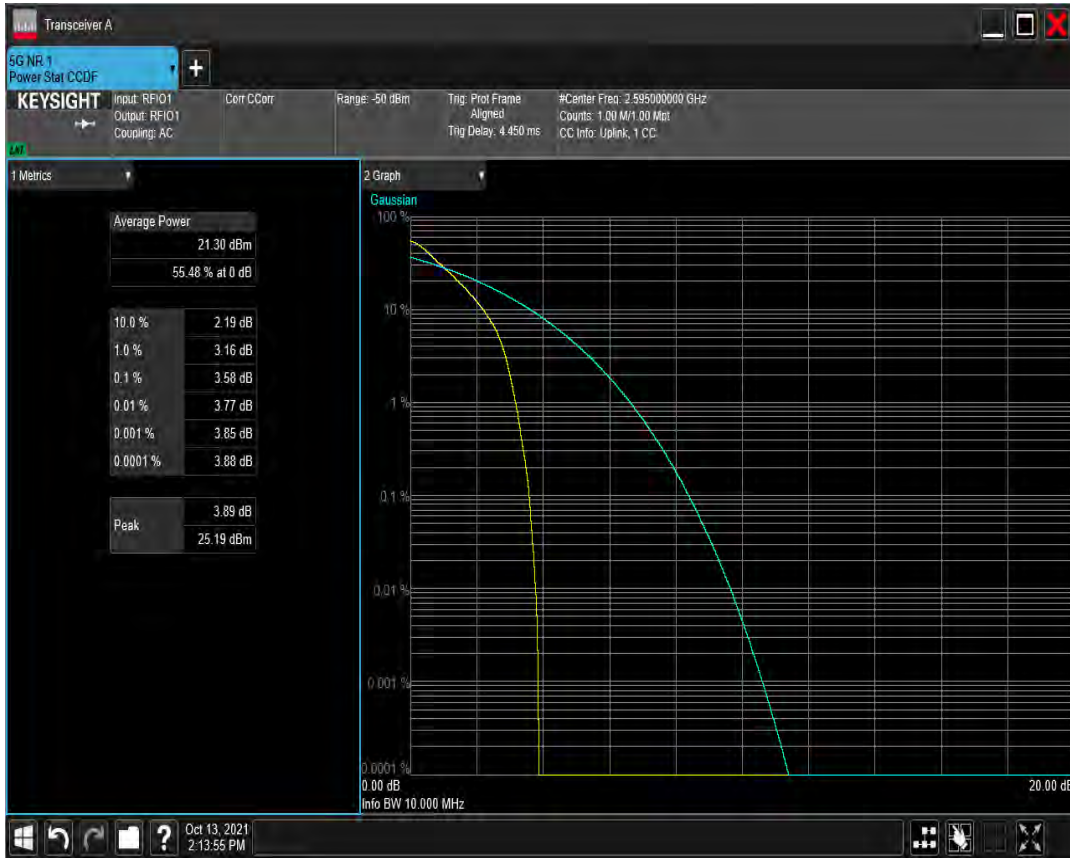 Transceiver A
5G NR 1
Power Stat CCDF
+
KEYSIGHT
Input: RFIO1
Output: RFIO1
Coupling: AC
Corr CCorr
Range: -50 dBm
Trig: Prot Frame
Aligned
Trig Delay: 4.450 ms
#Center Freq: 2.595000000 GHz
Counts: 1.00 M/1.00 Mpt
CC Info: Uplink, 1 CC
1 Metrics
Average Power
21.30 dBm
55.48 % at 0 dB
10.0 % 2.19 dB
1.0 % 3.16 dB
0.1 % 3.58 dB
0.01 % 3.77 dB
0.001 % 3.85 dB
0.0001 % 3.88 dB
Peak
3.89 dB
25.19 dBm
2 Graph
Gaussian
100 %
10 %
1 %
0.1 %
0.01 %
0.001 %
0.0001 %
0.00 dB
20.00 dB
Info BW 10.000 MHz
?
Oct 13, 2021
2:13:55 PM